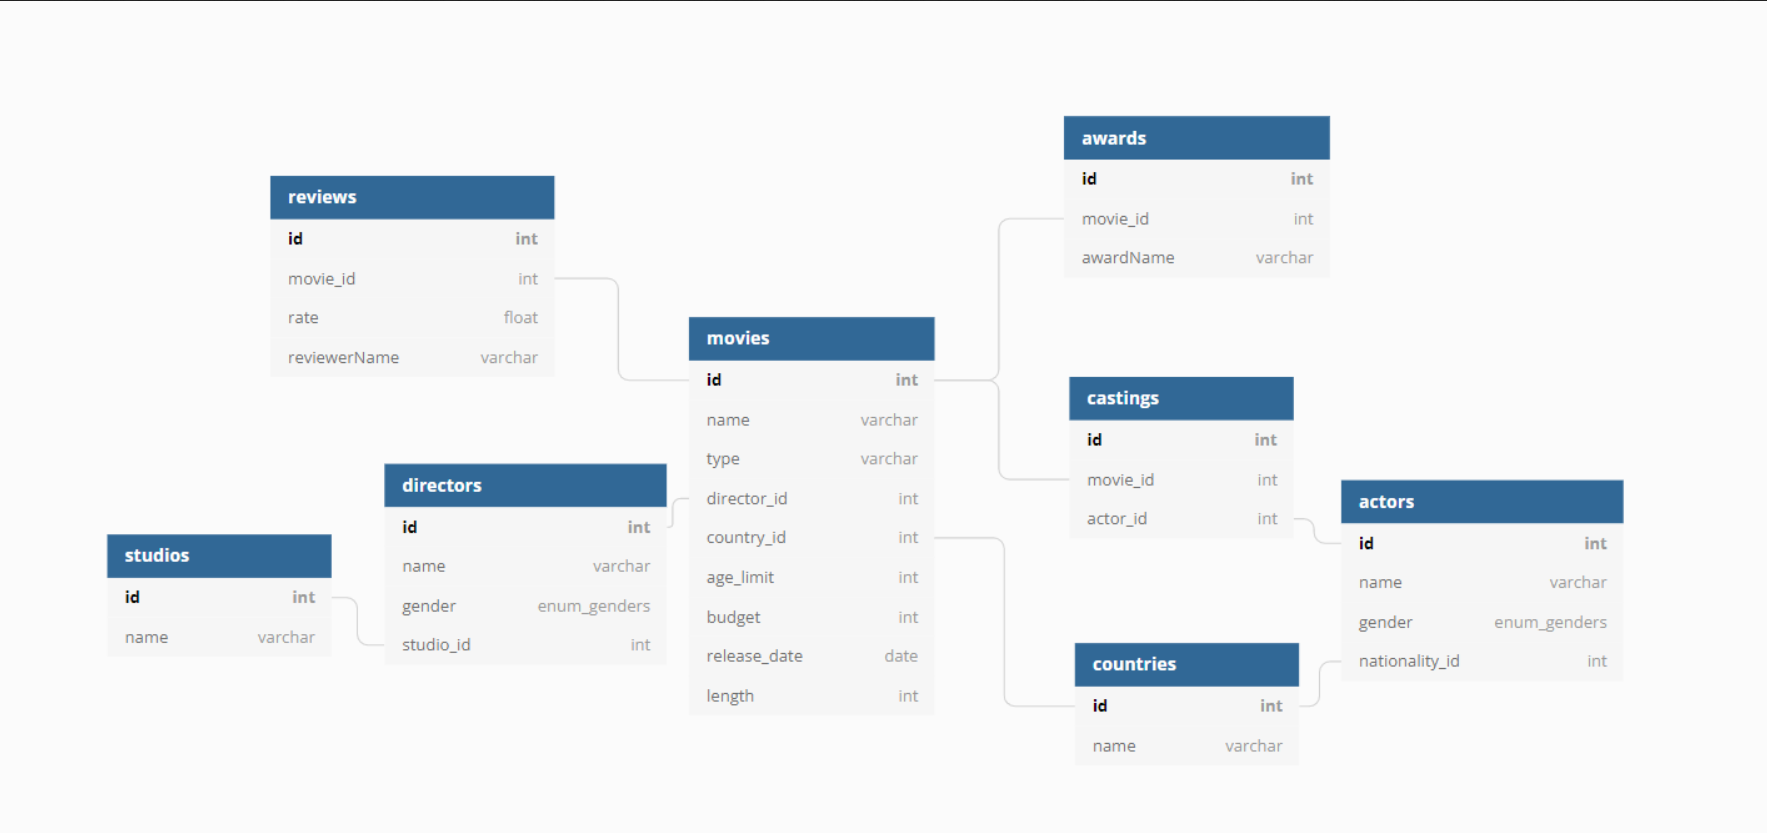 reviews
id int
movie_id int
rate float
reviewerName varchar
studios
id int
name varchar
directors
id int
name varchar
gender enum_genders
studio_id int
movies
id int
name varchar
type varchar
director_id int
country_id int
age_limit int
budget int
release_date date
length int
awards
id int
movie_id int
awardName varchar
castings
id int
movie_id int
actor_id int
countries
id int
name varchar
actors
id int
name varchar
gender enum_genders
nationality_id int